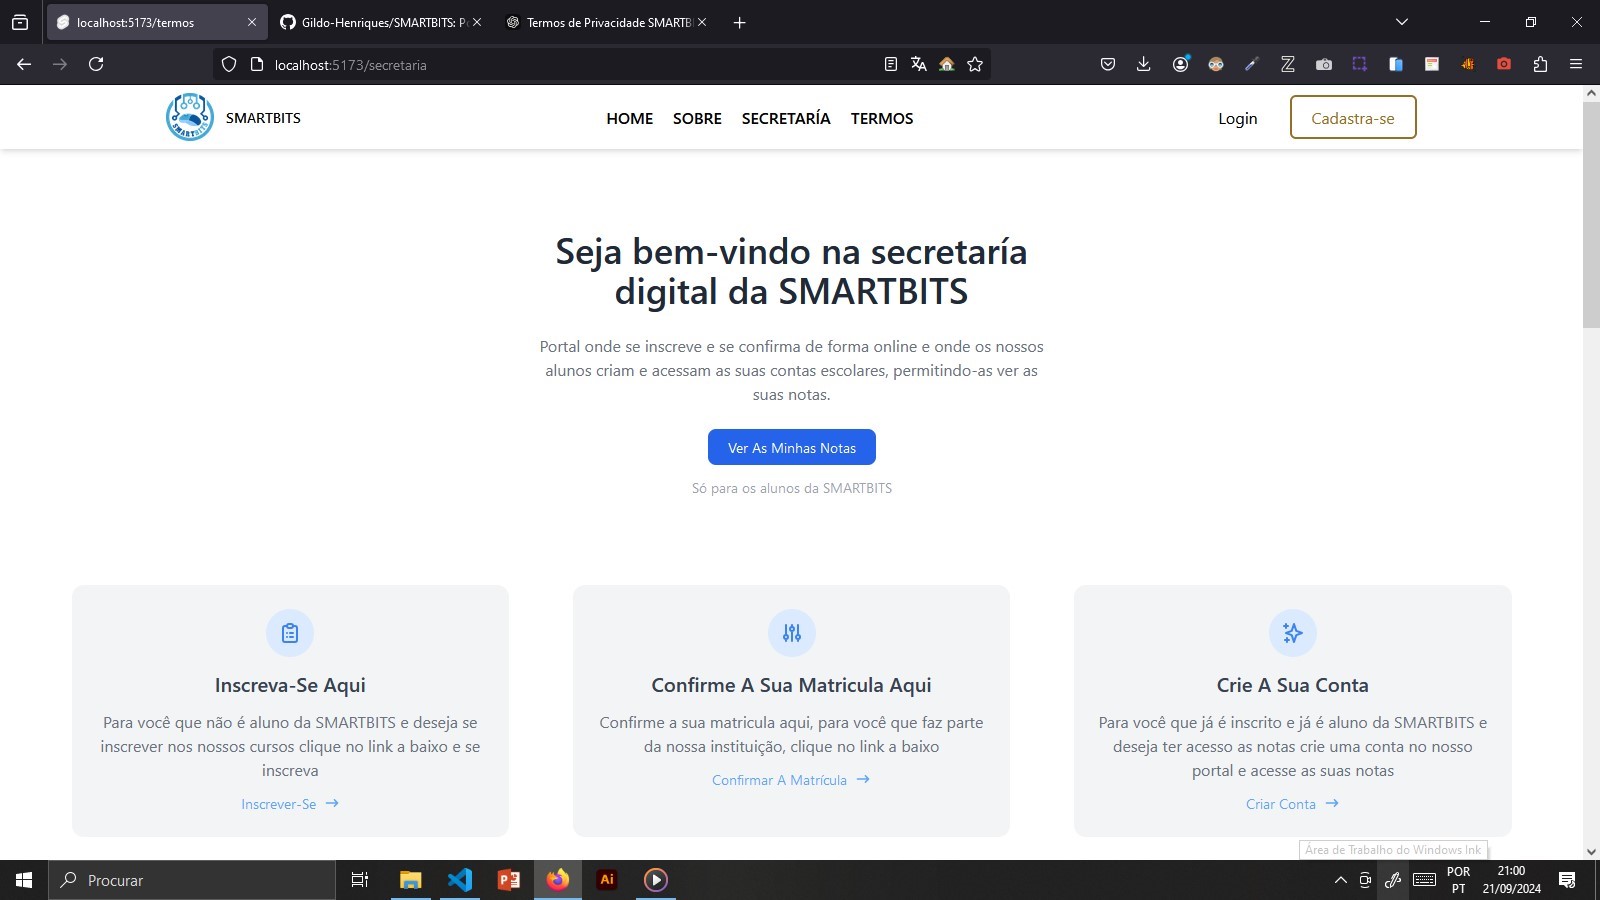 localhost:5173/termos
Gildo-Henriques/SMARTBITS: Po
Termos de Privacidade SMARTBI
localhost:5173/secretaria
SMARTBITS
HOME SOBRE SECRETARÍA TERMOS
Login Cadastra-se
Seja bem-vindo na secretaría
digital da SMARTBITS
Portal onde se inscreve e se confirma de forma online e onde os nossos
alunos criam e acessam as suas contas escolares, permitindo-as ver as
suas notas.
Ver As Minhas Notas
Só para os alunos da SMARTBITS
Inscreva-Se Aqui
Para você que não é aluno da SMARTBITS e deseja se
inscrever nos nossos cursos clique no link a baixo e se
inscreva
Inscrever-Se
Confirme A Sua Matricula Aqui
Confirme a sua matricula aqui, para você que faz parte
da nossa instituição, clique no link a baixo
Confirmar A Matrícula
Crie A Sua Conta
Para você que já é inscrito e já é aluno da SMARTBITS e
deseja ter acesso as notas crie uma conta no nosso
portal e acesse as suas notas
Criar Conta
Área de Trabalho do Windows Ink
Procurar
Ai
POR
PT
21:00
21/09/2024